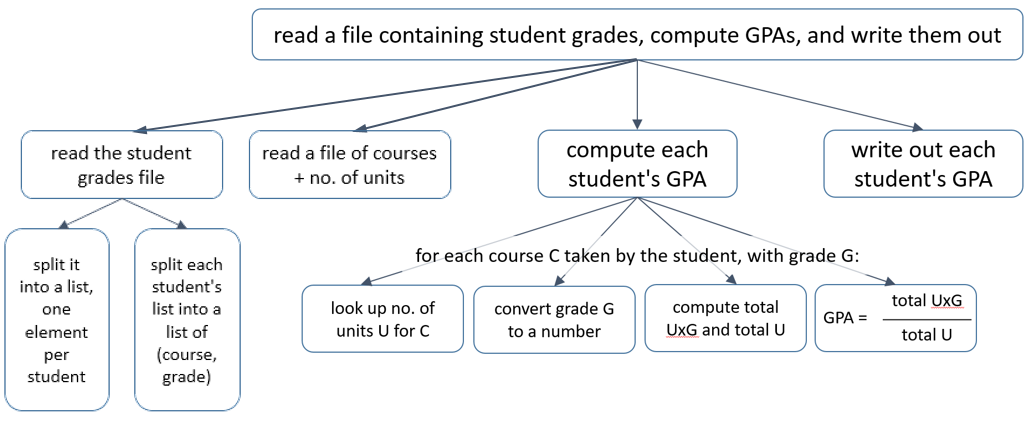 read a file containing student grades, compute GPAs, and write them out
read the student
grades file
read a file of courses
+ no. of units
compute each
student's GPA
write out each
student's GPA
split it
into a list,
one
element
per
student
split each
student's
list into a
list of
(course,
grade)
for each course C taken by the student, with grade G:
look up no. of
units U for C
convert grade G
to a number
compute total
UxG and total U
GPA =
total UxG
total U